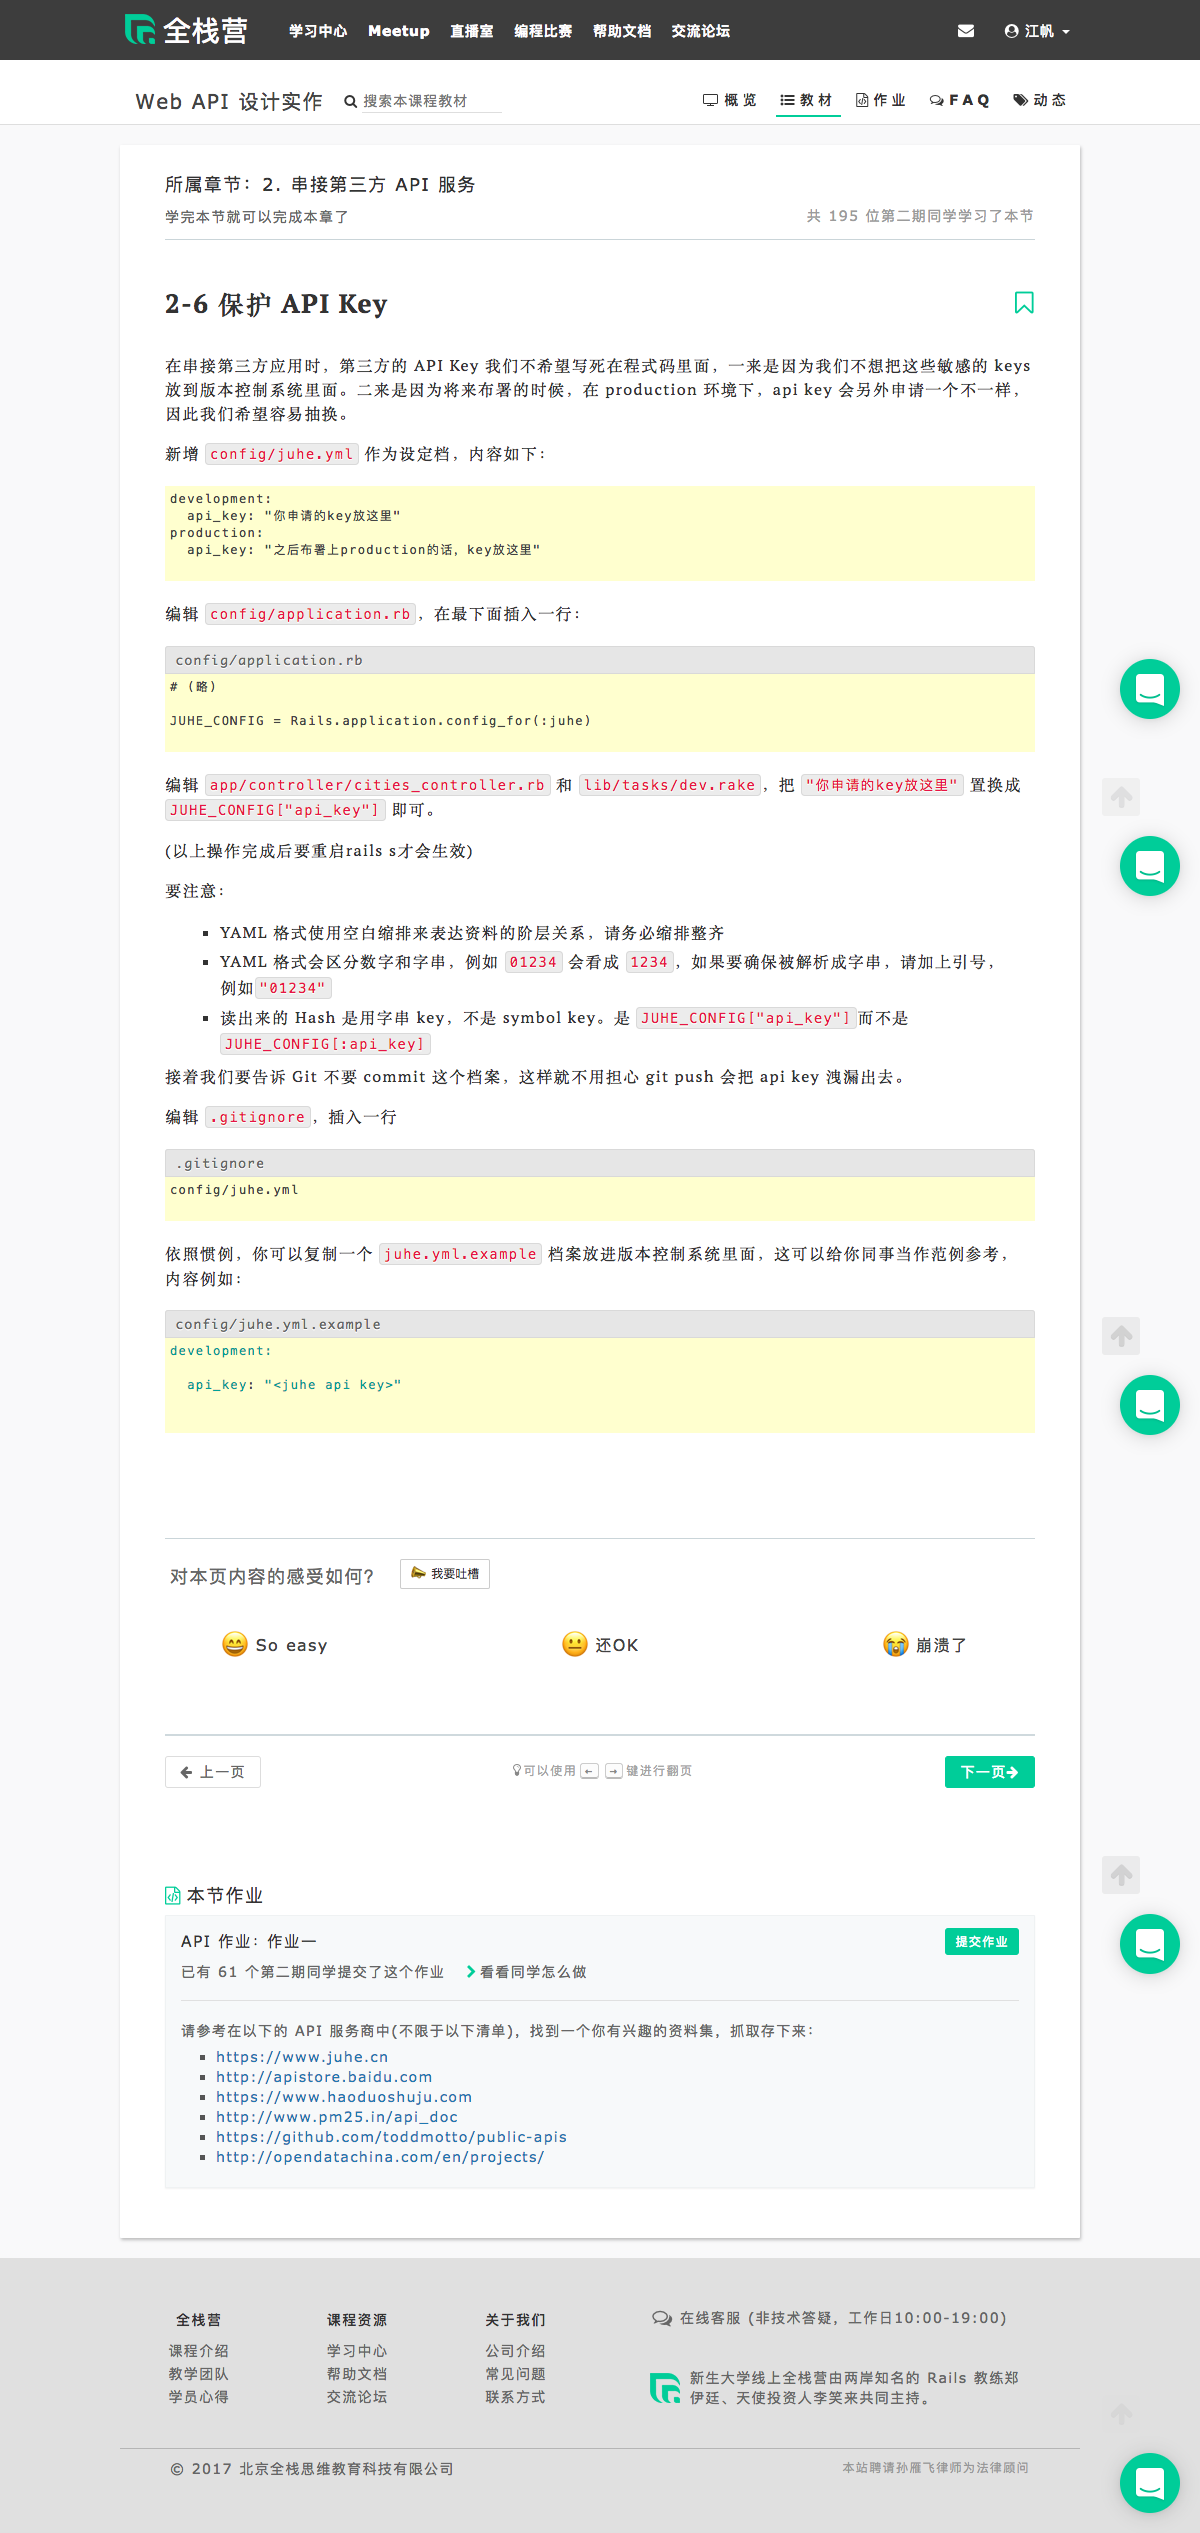 全栈营 学习中心 Meetup 直播室 编程比赛 帮助文档 交流论坛 江帆
Web API 设计实作 搜索本课程教材 概览 教材 作业 FAQ 动态
所属章节：2. 串接第三方 API 服务
学完本节就可以完成本章了 共 195 位第二期同学学习了本节
2-6 保护 API Key
在串接第三方应用时，第三方的 API Key 我们不希望写死在程式码里面，一来是因为我们不想把这些敏感的 keys
放到版本控制系统里面。二来是因为将来布署的时候，在 production 环境下，api key 会另外申请一个不一样，
因此我们希望容易抽换。
新增 config/juhe.yml 作为设定档，内容如下：
development:
  api_key: "你申请的key放这里"
production:
  api_key: "之后布署上production的话，key放这里"
编辑 config/application.rb，在最下面插入一行：
config/application.rb
# (略)
JUHE_CONFIG = Rails.application.config_for(:juhe)
编辑 app/controller/cities_controller.rb 和 lib/tasks/dev.rake，把 "你申请的key放这里" 置换成
JUHE_CONFIG["api_key"] 即可。
(以上操作完成后要重启rails s才会生效)
要注意：
▪ YAML 格式使用空白缩排来表达资料的阶层关系，请务必缩排整齐
▪ YAML 格式会区分数字和字串，例如 01234 会看成 1234，如果要确保被解析成字串，请加上引号，
例如"01234"
▪ 读出来的 Hash 是用字串 key，不是 symbol key。是 JUHE_CONFIG["api_key"]而不是
JUHE_CONFIG[:api_key]
接着我们要告诉 Git 不要 commit 这个档案，这样就不用担心 git push 会把 api key 洩漏出去。
编辑 .gitignore，插入一行
.gitignore
config/juhe.yml
依照惯例，你可以复制一个 juhe.yml.example 档案放进版本控制系统里面，这可以给你同事当作范例参考，
内容例如：
config/juhe.yml.example
development:
  api_key: "<juhe api key>"
对本页内容的感受如何? 我要吐槽
So easy 还OK 崩溃了
上一页 可以使用 ← → 键进行翻页 下一页
本节作业
API 作业：作业一 提交作业
已有 61 个第二期同学提交了这个作业 看看同学怎么做
请参考在以下的 API 服务商中(不限于以下清单)，找到一个你有兴趣的资料集，抓取存下来：
▪ https://www.juhe.cn
▪ http://apistore.baidu.com
▪ https://www.haoduoshuju.com
▪ http://www.pm25.in/api_doc
▪ https://github.com/toddmotto/public-apis
▪ http://opendatachina.com/en/projects/
全栈营 课程资源 关于我们 在线客服 (非技术答疑，工作日10:00-19:00)
课程介绍 学习中心 公司介绍
教学团队 帮助文档 常见问题 新生大学线上全栈营由两岸知名的 Rails 教练郑
学员心得 交流论坛 联系方式 伊廷、天使投资人李笑来共同主持。
© 2017 北京全栈思维教育科技有限公司 本站聘请孙雁飞律师为法律顾问